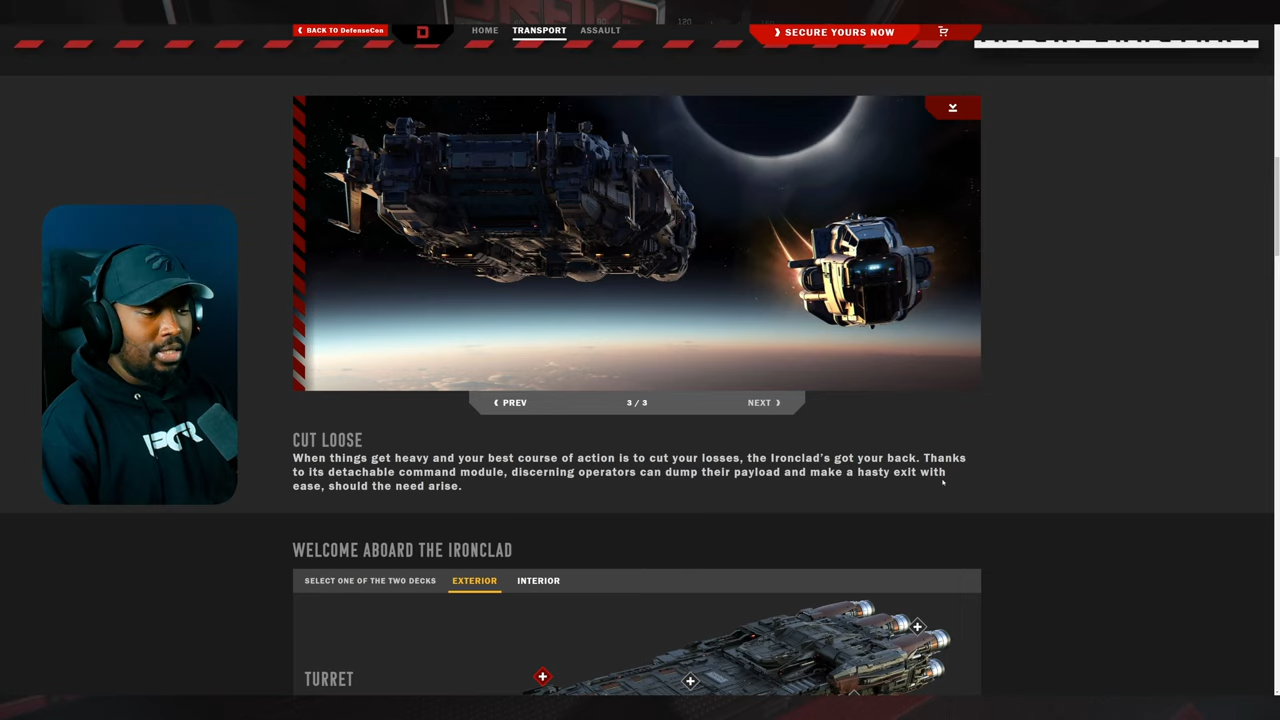 120
BACK TO DefenseCon
D
HOME
TRANSPORT
ASSAULT
SECURE YOURS NOW
PREV
3 / 3
NEXT
CUT LOOSE
When things get heavy and your best course of action is to cut your losses, the Ironclad's got your back. Thanks
to its detachable command module, discerning operators can dump their payload and make a hasty exit with
ease, should the need arise.
WELCOME ABOARD THE IRONCLAD
SELECT ONE OF THE TWO DECKS
EXTERIOR
INTERIOR
TURRET